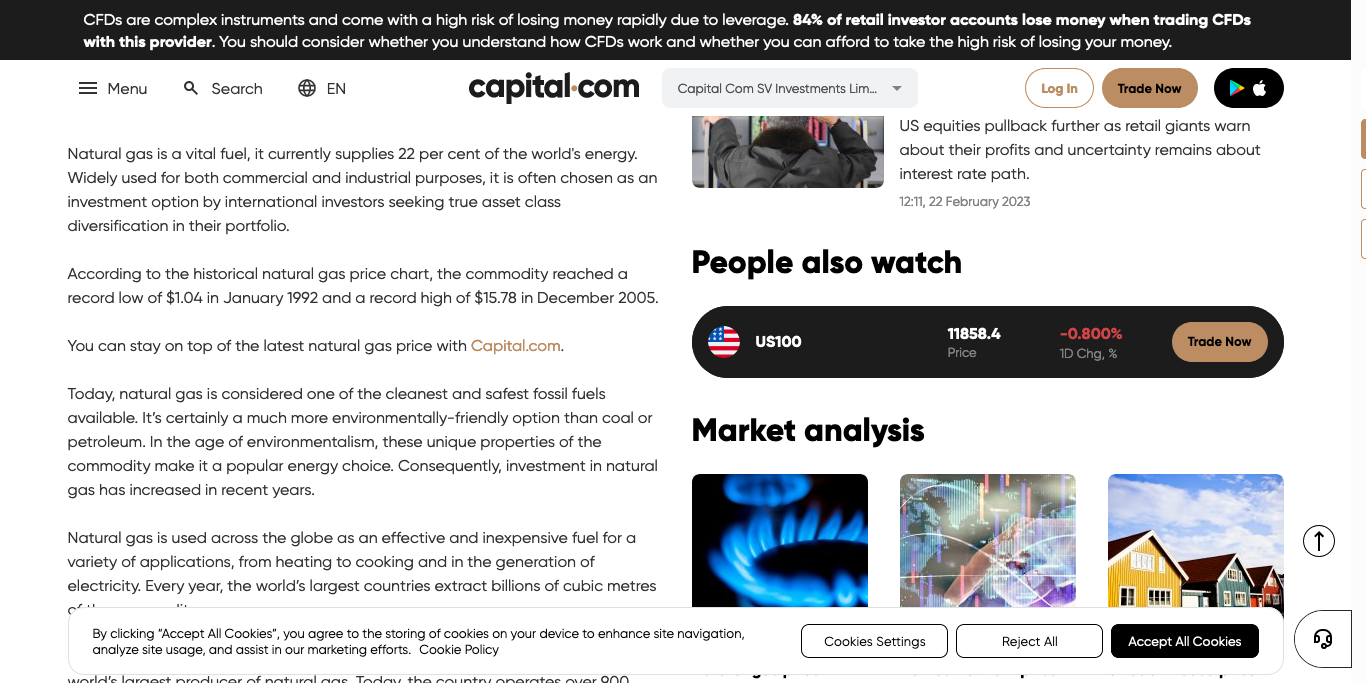 CFDs are complex instruments and come with a high risk of losing money rapidly due to leverage. 84% of retail investor accounts lose money when trading CFDs
with this provider. You should consider whether you understand how CFDs work and whether you can afford to take the high risk of losing your money.
Menu
Search
EN
capital.com
Capital Com SV Investments Lim...
Log In
Trade Now
Natural gas is a vital fuel, it currently supplies 22 per cent of the world's energy.
Widely used for both commercial and industrial purposes, it is often chosen as an
investment option by international investors seeking true asset class
diversification in their portfolio.
According to the historical natural gas price chart, the commodity reached a
record low of $1.04 in January 1992 and a record high of $15.78 in December 2005.
You can stay on top of the latest natural gas price with Capital.com.
Today, natural gas is considered one of the cleanest and safest fossil fuels
available. It’s certainly a much more environmentally-friendly option than coal or
petroleum. In the age of environmentalism, these unique properties of the
commodity make it a popular energy choice. Consequently, investment in natural
gas has increased in recent years.
Natural gas is used across the globe as an effective and inexpensive fuel for a
variety of applications, from heating to cooking and in the generation of
electricity. Every year, the world’s largest countries extract billions of cubic metres
world’s largest producer of natural gas. Today, the country operates over 900
US equities pullback further as retail giants warn
about their profits and uncertainty remains about
interest rate path.
12:11, 22 February 2023
People also watch
US100
11858.4
Price
-0.800%
1D Chg, %
Trade Now
Market analysis
By clicking “Accept All Cookies”, you agree to the storing of cookies on your device to enhance site navigation,
analyze site usage, and assist in our marketing efforts. Cookie Policy
Cookies Settings
Reject All
Accept All Cookies